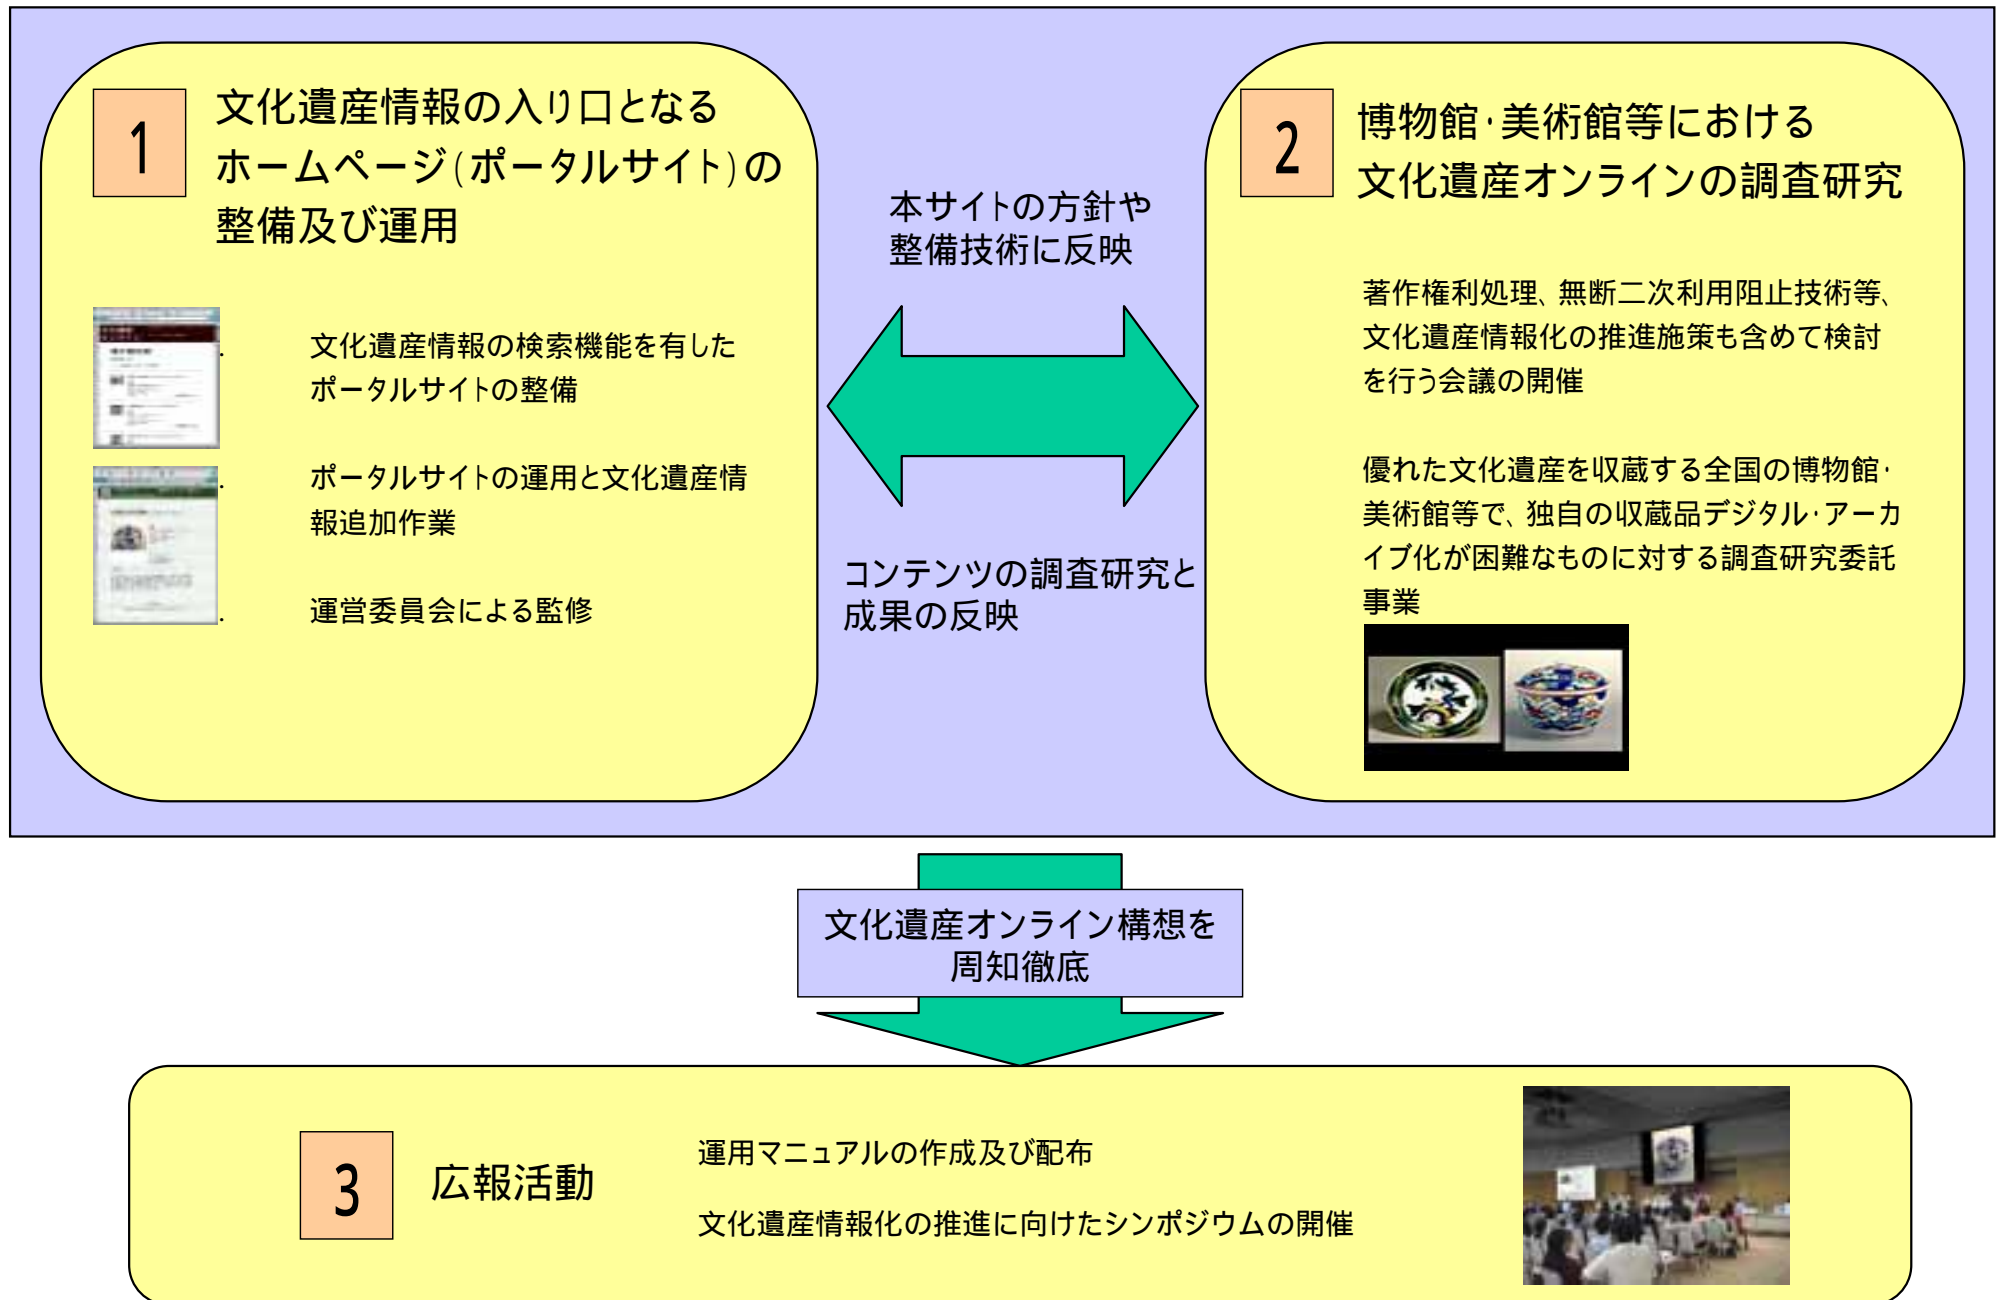 1
文化遺産情報の入り口となる
ホームページ(ポータルサイト)の
整備及び運用
. 文化遺産情報の検索機能を有した
ポータルサイトの整備
. ポータルサイトの運用と文化遺産情
報追加作業
. 運営委員会による監修
本サイトの方針や
整備技術に反映
コンテンツの調査研究と
成果の反映
2
博物館・美術館等における
文化遺産オンラインの調査研究
著作権利処理、無断二次利用阻止技術等、
文化遺産情報化の推進施策も含めて検討
を行う会議の開催
優れた文化遺産を収蔵する全国の博物館・
美術館等で、独自の収蔵品デジタル・アーカ
イブ化が困難なものに対する調査研究委託
事業
文化遺産オンライン構想を
周知徹底
3
広報活動
運用マニュアルの作成及び配布
文化遺産情報化の推進に向けたシンポジウムの開催